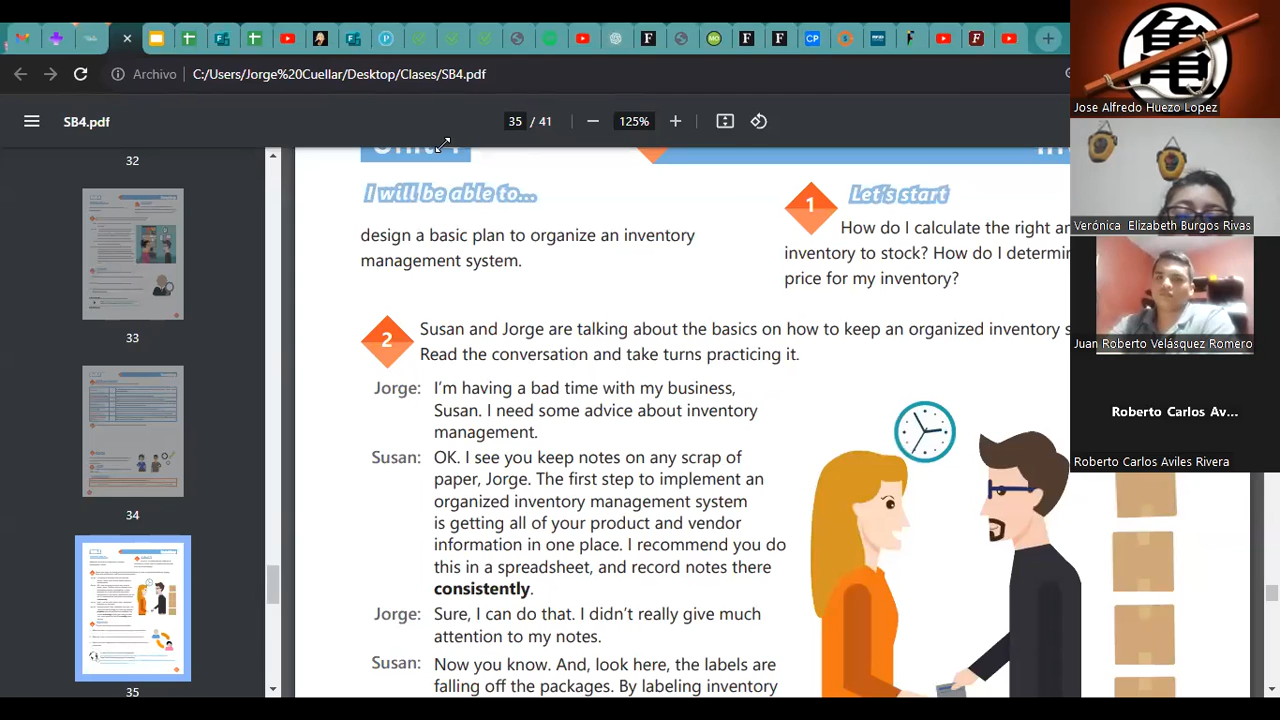 Archivo
C:/Users/Jorge%20Cuellar/Desktop/Clases/SB4.pdf
SB4.pdf
35 / 41
125%
32
33
34
35
I will be able to...
design a basic plan to organize an inventory
management system.
1
Let's start
How do I calculate the right
inventory to stock? How do I
price for my inventory?
2
Susan and Jorge are talking about the basics on how to keep an organized inventory
Read the conversation and take turns practicing it.
Jorge: I'm having a bad time with my business,
Susan. I need some advice about inventory
management.
Susan: OK. I see you keep notes on any scrap of
paper, Jorge. The first step to implement an
organized inventory management system
is getting all of your product and vendor
information in one place. I recommend you do
this in a spreadsheet, and record notes there
consistently.
Jorge: Sure, I can do that. I didn't really give much
attention to my notes.
Susan: Now you know. And, look here, the labels are
falling off the packages. By labeling inventory
亀
Jose Alfredo Huezo Lopez
Verónica Elizabeth Burgos Rivas
Juan Roberto Velásquez Romero
Roberto Carlos Av...
Roberto Carlos Aviles Rivera